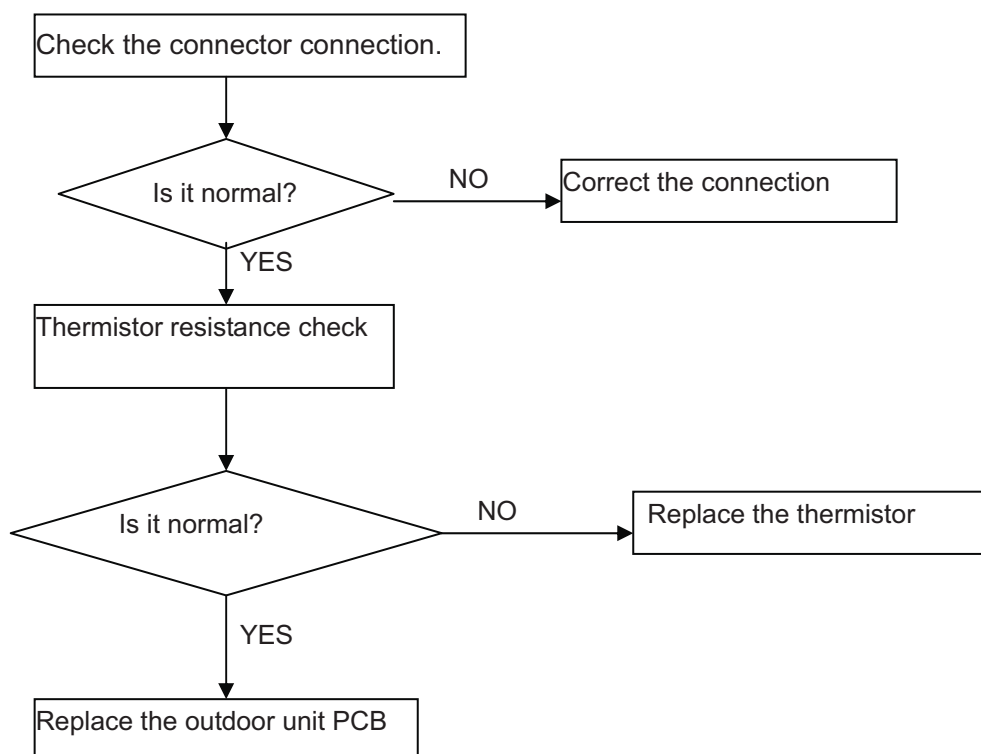 Check the connector connection.
Is it normal?
NO
Correct the connection
YES
Thermistor resistance check
Is it normal?
NO
Replace the thermistor
YES
Replace the outdoor unit PCB